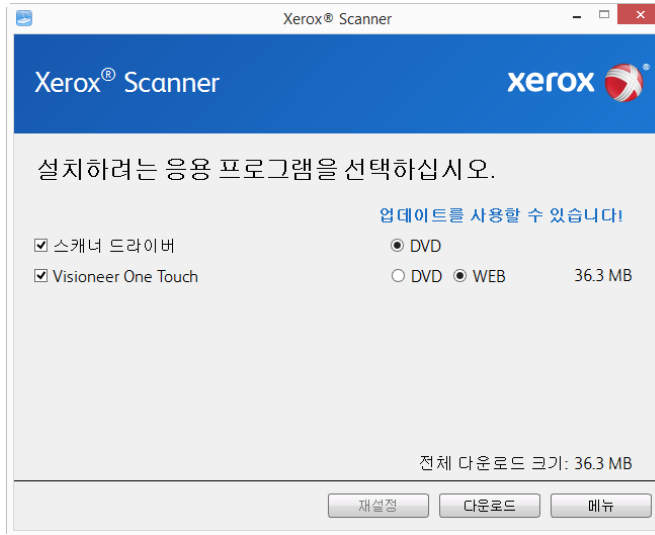 Xerox® Scanner
Xerox® Scanner
xerox®
설치하려는 응용 프로그램을 선택하십시오.
업데이트를 사용할 수 있습니다!
스캐너 드라이버 DVD
Visioneer One Touch DVD WEB 36.3 MB
전체 다운로드 크기: 36.3 MB
재설정 다운로드 메뉴